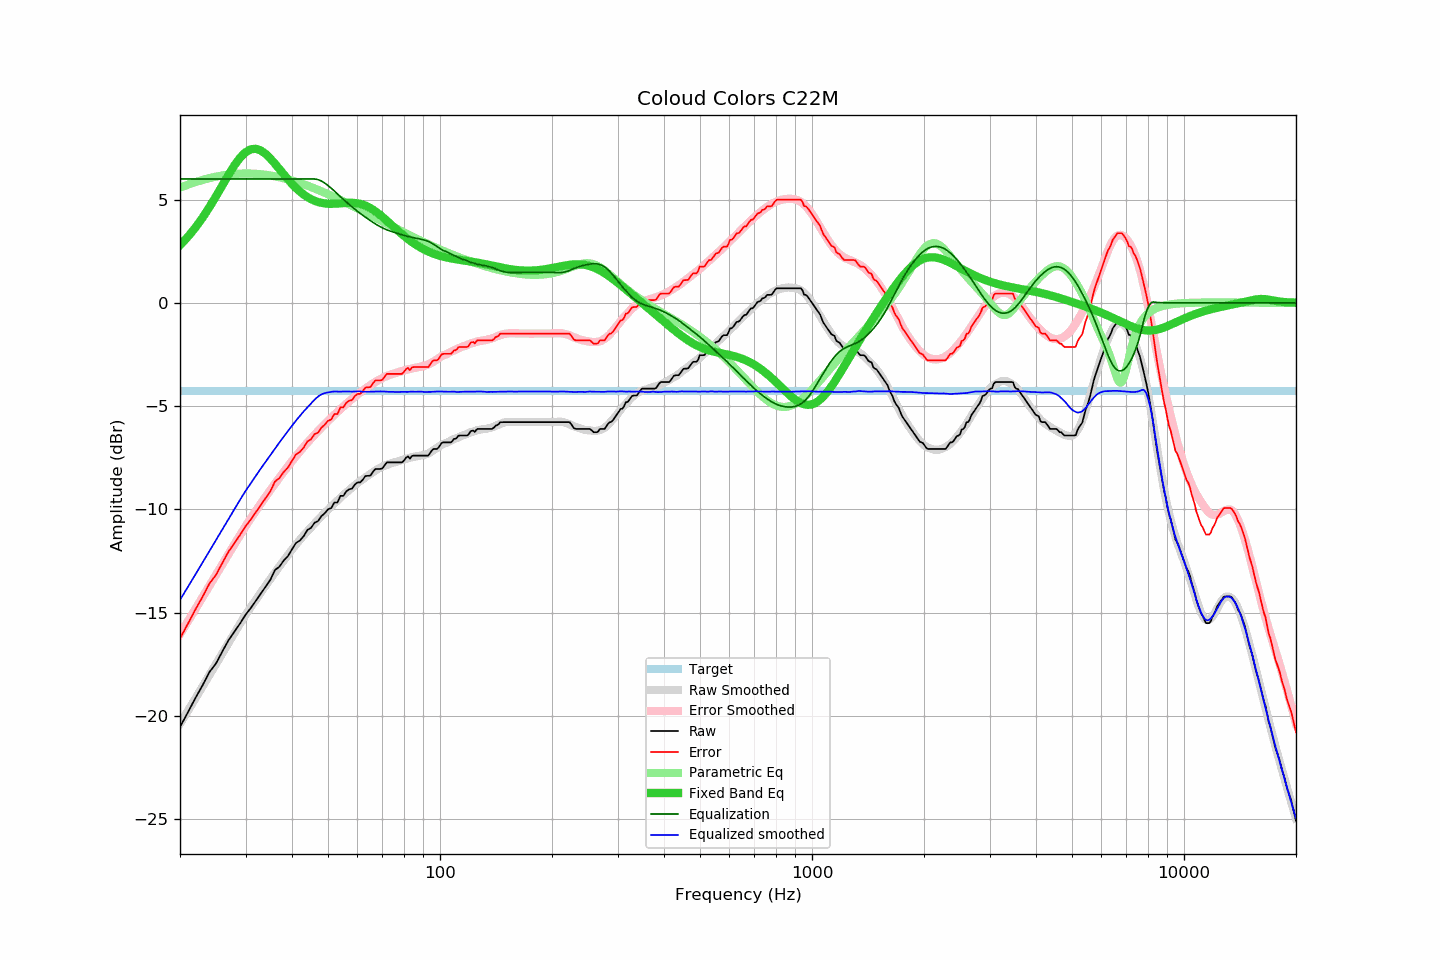 Coloud Colors C22M
5
0
−5
−10
−15
−20
−25
Amplitude (dBr)
Target
Raw Smoothed
Error Smoothed
Raw
Error
Parametric Eq
Fixed Band Eq
Equalization
Equalized smoothed
100
1000
10000
Frequency (Hz)